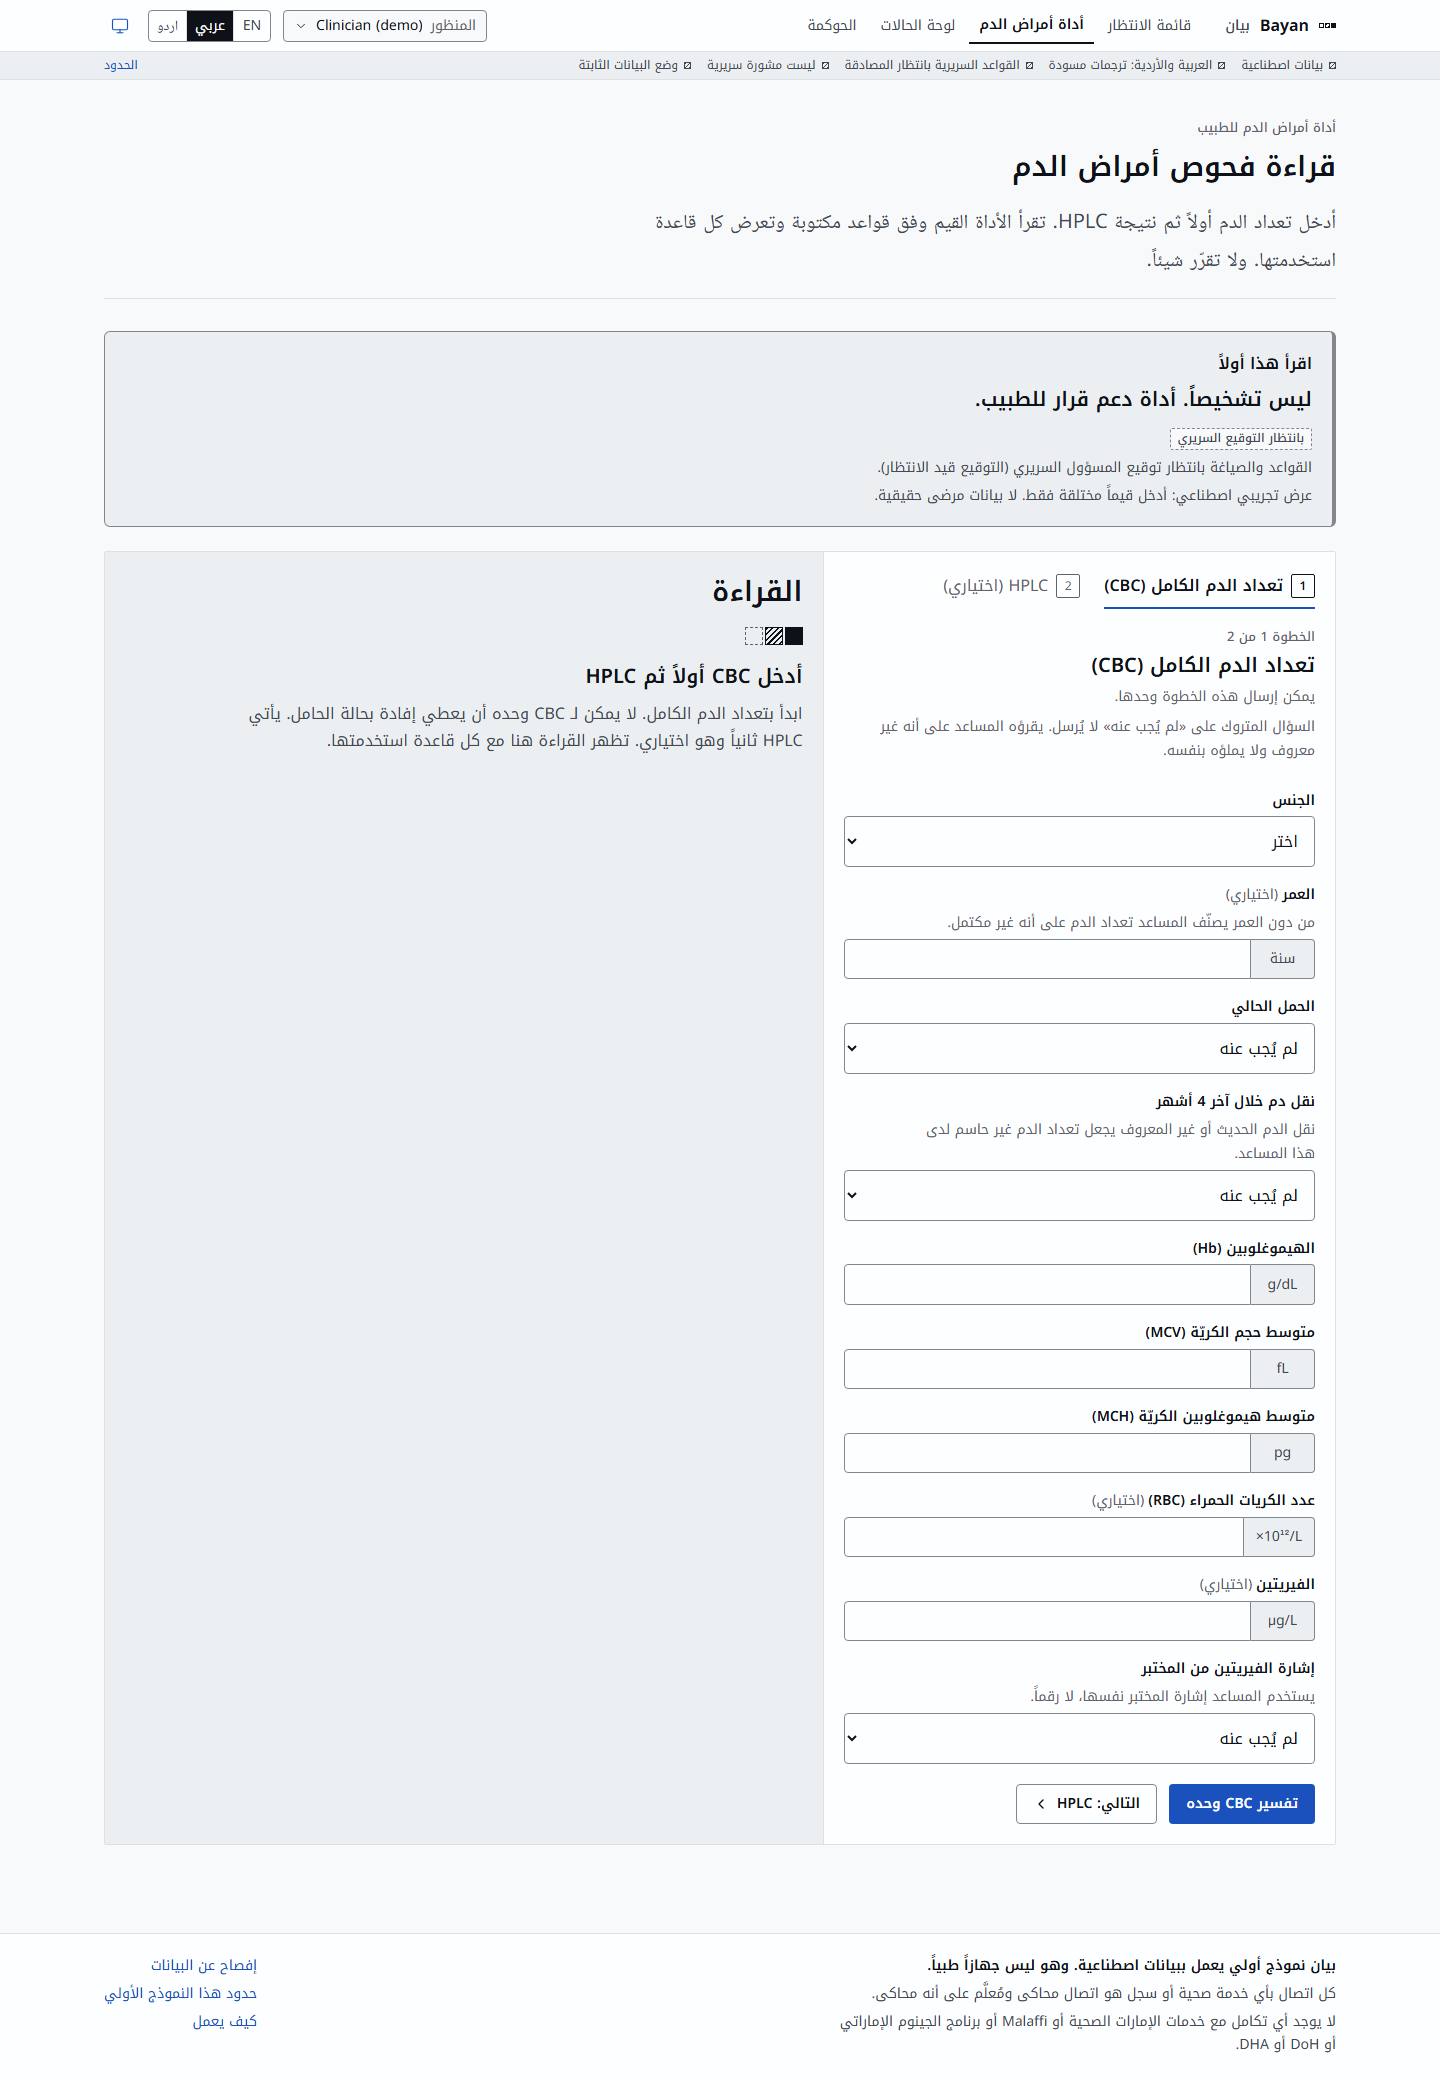 Bayan بيان
قائمة الانتظار
أداة أمراض الدم
لوحة الحالات
الحوكمة
المنظور Clinician (demo)
EN
عربي
اردو
بيانات اصطناعية
العربية والأردية: ترجمات مسودة
القواعد السريرية بانتظار المصادقة
ليست مشورة سريرية
وضع البيانات الثابتة
الحدود
أداة أمراض الدم للطبيب
قراءة فحوص أمراض الدم
أدخل تعداد الدم أولاً ثم نتيجة HPLC. تقرأ الأداة القيم وفق قواعد مكتوبة وتعرض كل قاعدة
استخدمتها. ولا تقرّر شيئاً.
اقرأ هذا أولاً
ليس تشخيصاً. أداة دعم قرار للطبيب.
بانتظار التوقيع السريري
القواعد والصياغة بانتظار توقيع المسؤول السريري (التوقيع قيد الانتظار).
عرض تجريبي اصطناعي: أدخل قيماً مختلقة فقط. لا بيانات مرضى حقيقية.
1 تعداد الدم الكامل (CBC)
2 HPLC (اختياري)
الخطوة 1 من 2
تعداد الدم الكامل (CBC)
يمكن إرسال هذه الخطوة وحدها.
السؤال المتروك على «لم يُجب عنه» لا يُرسل. يقرؤه المساعد على أنه غير
معروف ولا يملؤه بنفسه.
الجنس
اختر
العمر (اختياري)
من دون العمر يصنّف المساعد تعداد الدم على أنه غير مكتمل.
سنة
الحمل الحالي
لم يُجب عنه
نقل دم خلال آخر 4 أشهر
نقل الدم الحديث أو غير المعروف يجعل تعداد الدم غير حاسم لدى
هذا المساعد.
لم يُجب عنه
الهيموغلوبين (Hb)
g/dL
متوسط حجم الكريّة (MCV)
fL
متوسط هيموغلوبين الكريّة (MCH)
pg
عدد الكريات الحمراء (RBC) (اختياري)
×10¹²/L
الفيريتين (اختياري)
µg/L
إشارة الفيريتين من المختبر
يستخدم المساعد إشارة المختبر نفسها، لا رقماً.
لم يُجب عنه
تفسير CBC وحده
التالي: HPLC
القراءة
أدخل CBC أولاً ثم HPLC
ابدأ بتعداد الدم الكامل. لا يمكن لـ CBC وحده أن يعطي إفادة بحالة الحامل. يأتي
HPLC ثانياً وهو اختياري. تظهر القراءة هنا مع كل قاعدة استخدمتها.
بيان نموذج أولي يعمل ببيانات اصطناعية. وهو ليس جهازاً طبياً.
كل اتصال بأي خدمة صحية أو سجل هو اتصال محاكى ومُعلَّم على أنه محاكى.
لا يوجد أي تكامل مع خدمات الإمارات الصحية أو Malaffi أو برنامج الجينوم الإماراتي
أو DoH أو DHA.
إفصاح عن البيانات
حدود هذا النموذج الأولي
كيف يعمل